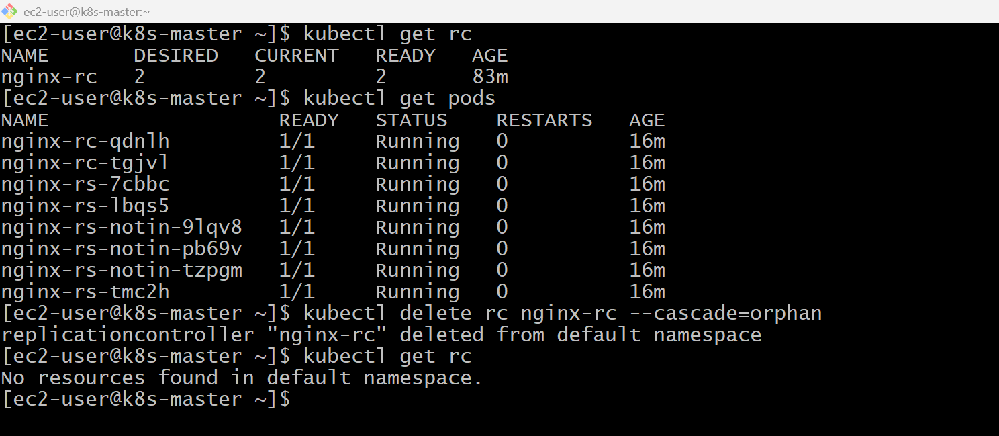 ec2-user@k8s-master:~
[ec2-user@k8s-master ~]$ kubectl get rc
NAME       DESIRED   CURRENT   READY   AGE
nginx-rc   2         2         2       83m
[ec2-user@k8s-master ~]$ kubectl get pods
NAME                   READY   STATUS    RESTARTS   AGE
nginx-rc-qdnlh         1/1     Running   0          16m
nginx-rc-tgjvl         1/1     Running   0          16m
nginx-rs-7cbbc         1/1     Running   0          16m
nginx-rs-lbqs5         1/1     Running   0          16m
nginx-rs-notin-9lqv8   1/1     Running   0          16m
nginx-rs-notin-pb69v   1/1     Running   0          16m
nginx-rs-notin-tzpgm   1/1     Running   0          16m
nginx-rs-tmc2h         1/1     Running   0          16m
[ec2-user@k8s-master ~]$ kubectl delete rc nginx-rc --cascade=orphan
replicationcontroller "nginx-rc" deleted from default namespace
[ec2-user@k8s-master ~]$ kubectl get rc
No resources found in default namespace.
[ec2-user@k8s-master ~]$